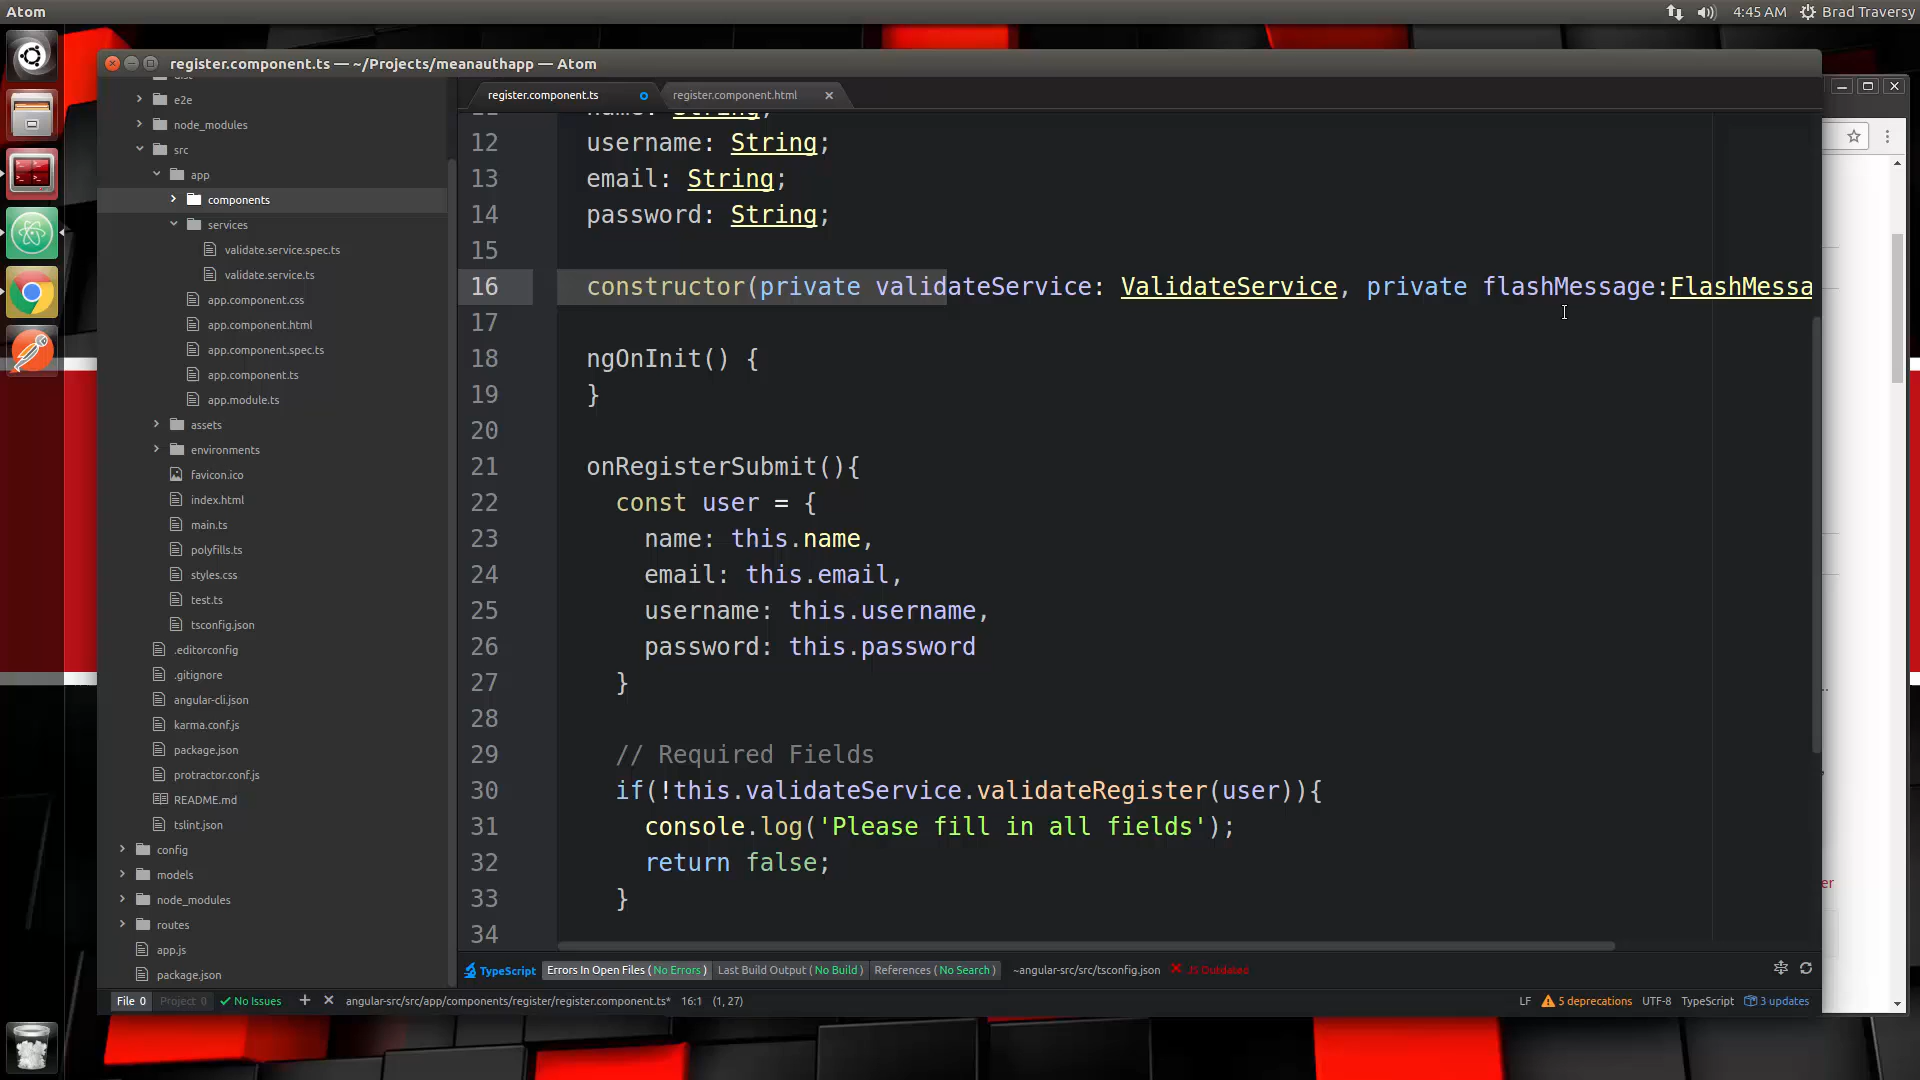 Atom
4:45 AM
Brad Traversy
register.component.ts — ~/Projects/meanauthapp — Atom
e2e
node_modules
src
app
components
services
validate.service.spec.ts
validate.service.ts
app.component.css
app.component.html
app.component.spec.ts
app.component.ts
app.module.ts
assets
environments
favicon.ico
index.html
main.ts
polyfills.ts
styles.css
test.ts
tsconfig.json
.editorconfig
.gitignore
angular-cli.json
karma.conf.js
package.json
protractor.conf.js
README.md
tslint.json
config
models
node_modules
routes
app.js
package.json
register.component.ts
register.component.html
12 username: String;
13 email: String;
14 password: String;
15
16 constructor(private validateService: ValidateService, private flashMessage:FlashMessa
17
18 ngOnInit() {
19 }
20
21 onRegisterSubmit(){
22 const user = {
23 name: this.name,
24 email: this.email,
25 username: this.username,
26 password: this.password
27 }
28
29 // Required Fields
30 if(!this.validateService.validateRegister(user)){
31 console.log('Please fill in all fields');
32 return false;
33 }
34
TypeScript Errors In Open Files ( No Errors ) Last Build Output ( No Build ) References ( No Search ) ~angular-src/src/tsconfig.json JS Outdated
File 0 Project 0 No Issues angular-src/src/app/components/register/register.component.ts* 16:1 (1, 27) LF 5 deprecations UTF-8 TypeScript 3 updates
er